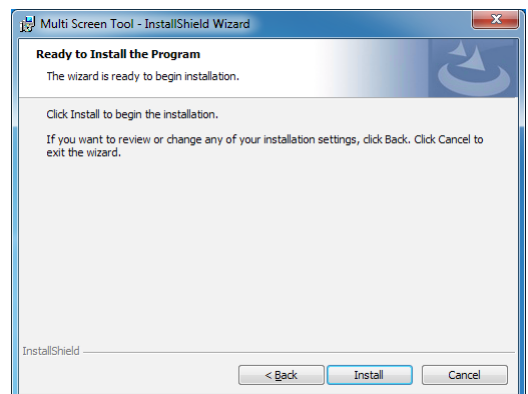 Multi Screen Tool - InstallShield Wizard
Ready to Install the Program
The wizard is ready to begin installation.
Click Install to begin the installation.
If you want to review or change any of your installation settings, click Back. Click Cancel to
exit the wizard.
InstallShield
< Back Install Cancel